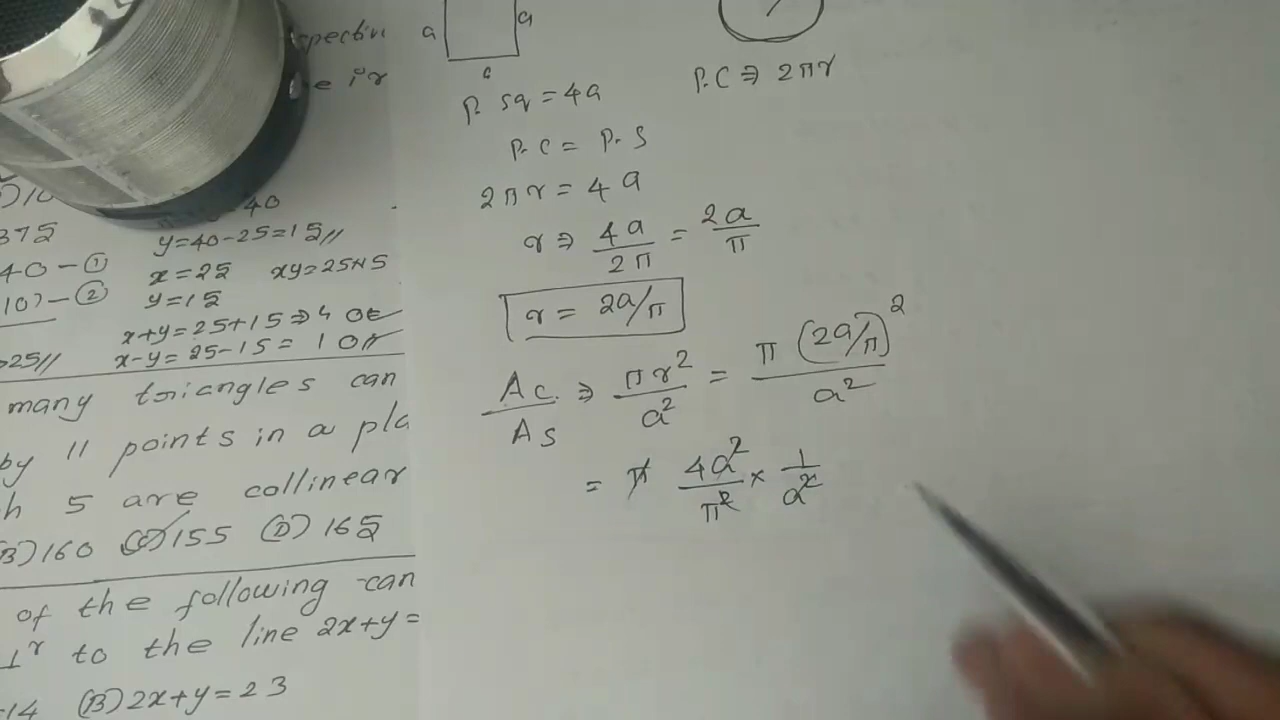 a a
a
P. Sq = 4a
P.C ⇒ 2πr
P.C = P.S
2πr = 4a
r ⇒ 4a/2π = 2a/π
r = 2a/π
Ac/As ⇒ πr²/a² = π(2a/π)²/a²
= π 4a²/π² × 1/a²
40
375
y=40-25=15//
40-①
x=25 xy=25×15
10)-②
y=15
x+y=25+15⇒40
25//
x-y=25-15=10//
many triangles can
by 11 points in a pla
h 5 are collinear
B)160 (C)155 (D)165
of the following can
⊥r to the line 2x+y=
=14 (B)2x+y=23